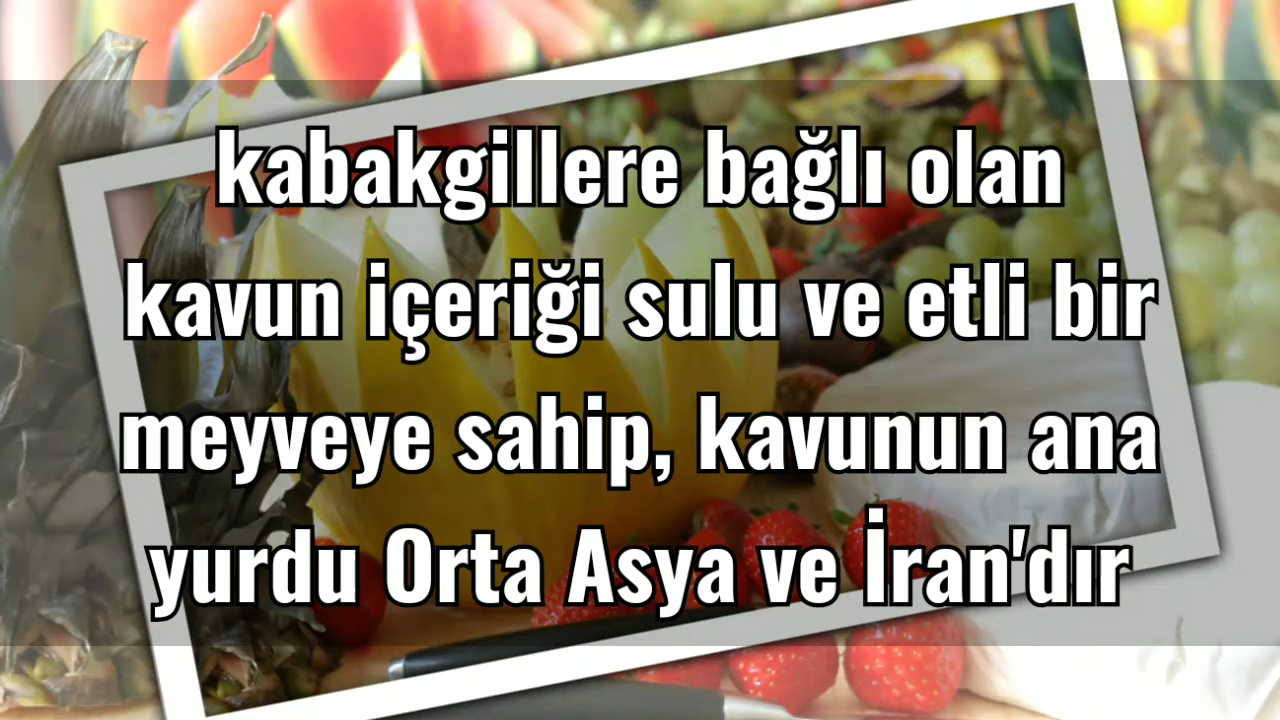 kabakgillere bağlı olan
kavun içeriği sulu ve etli bir
meyveye sahip, kavunun ana
yurdu Orta Asya ve İran'dır